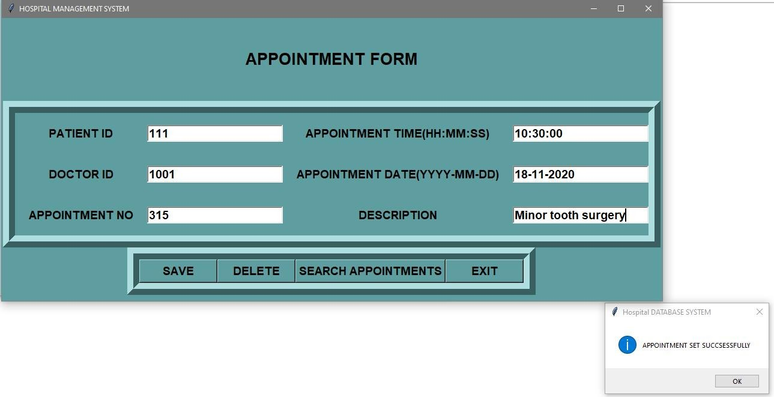 HOSPITAL MANAGEMENT SYSTEM
APPOINTMENT FORM
PATIENT ID 111 APPOINTMENT TIME(HH:MM:SS) 10:30:00
DOCTOR ID 1001 APPOINTMENT DATE(YYYY-MM-DD) 18-11-2020
APPOINTMENT NO 315 DESCRIPTION Minor tooth surgery
SAVE DELETE SEARCH APPOINTMENTS EXIT
Hospital DATABASE SYSTEM
APPOINTMENT SET SUCCSESSFULLY
OK